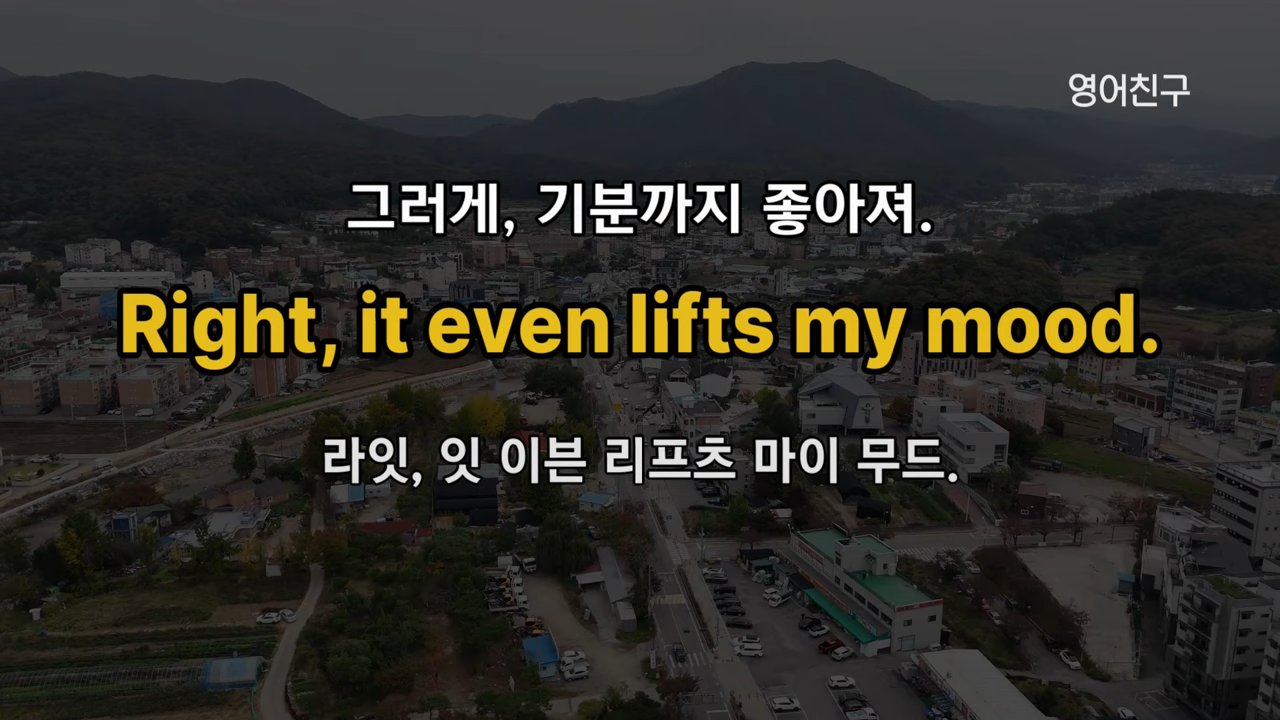 영어친구
그러게, 기분까지 좋아져.
Right, it even lifts my mood.
라잇, 잇 이븐 리프츠 마이 무드.